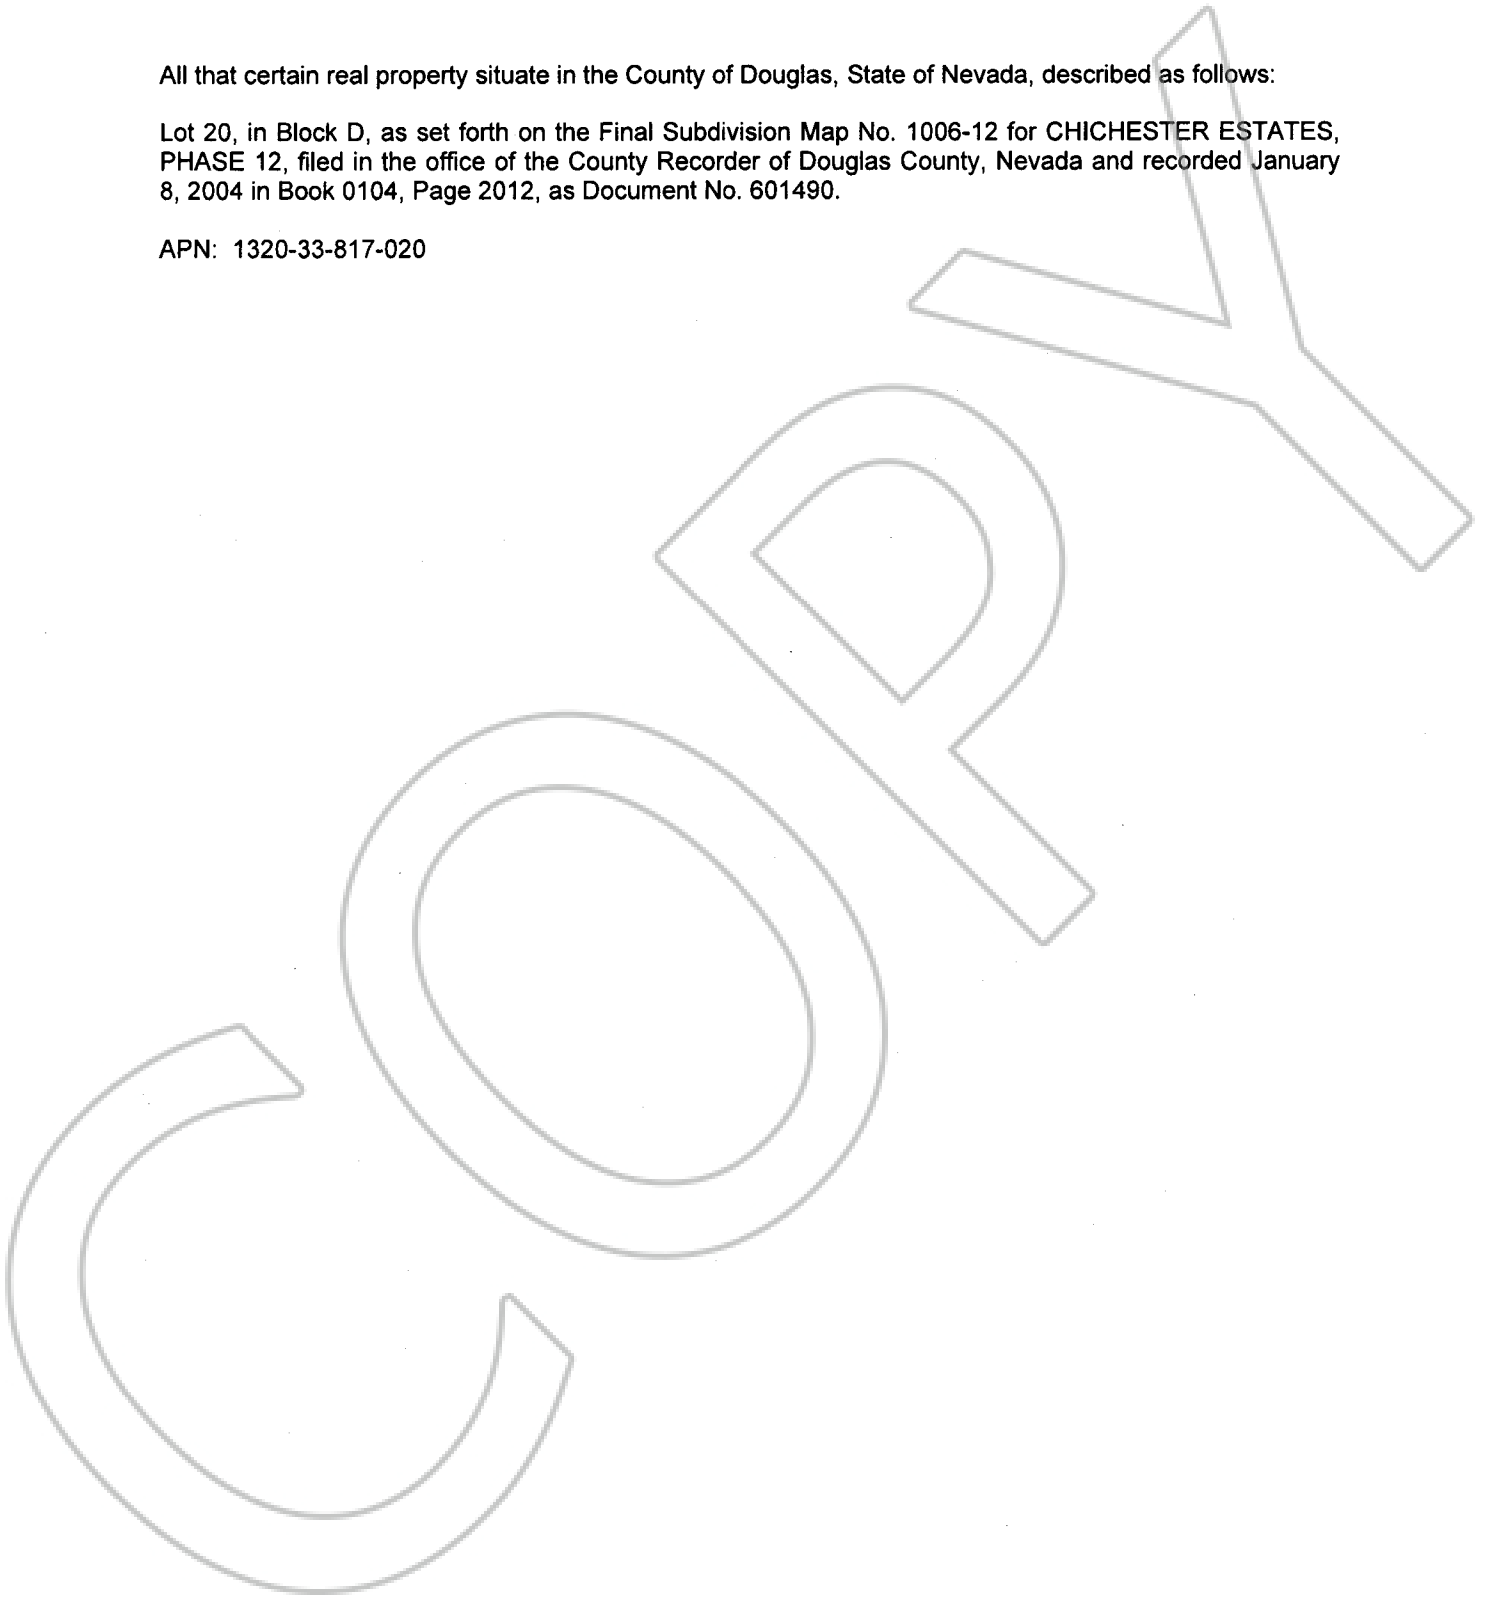 All that certain real property situate in the County of Douglas, State of Nevada, described as follows:
Lot 20, in Block D, as set forth on the Final Subdivision Map No. 1006-12 for CHICHESTER ESTATES,
PHASE 12, filed in the office of the County Recorder of Douglas County, Nevada and recorded January
8, 2004 in Book 0104, Page 2012, as Document No. 601490.
APN: 1320-33-817-020
COPY